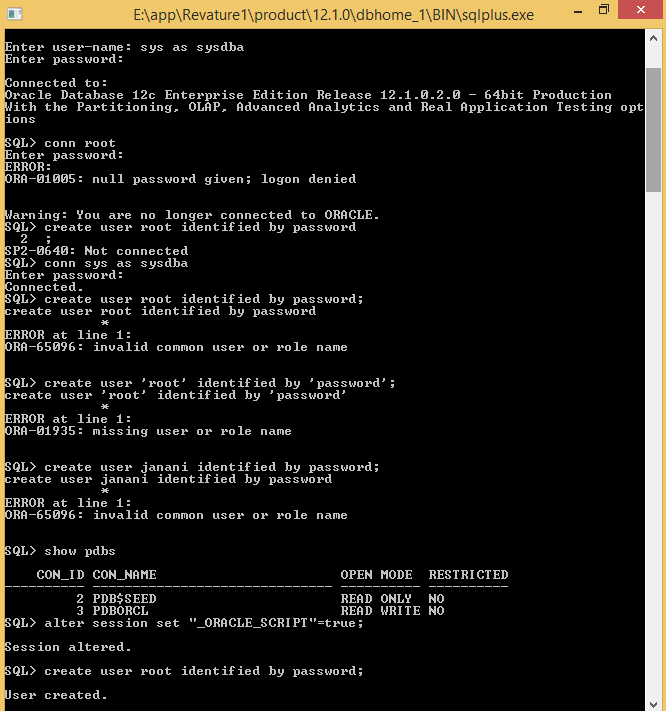 E:\app\Revature1\product\12.1.0\dbhome_1\BIN\sqlplus.exe
Enter user-name: sys as sysdba
Enter password:
Connected to:
Oracle Database 12c Enterprise Edition Release 12.1.0.2.0 - 64bit Production
With the Partitioning, OLAP, Advanced Analytics and Real Application Testing opt
ions
SQL> conn root
Enter password:
ERROR:
ORA-01005: null password given; logon denied
Warning: You are no longer connected to ORACLE.
SQL> create user root identified by password
2 ;
SP2-0640: Not connected
SQL> conn sys as sysdba
Enter password:
Connected.
SQL> create user root identified by password;
create user root identified by password
*
ERROR at line 1:
ORA-65096: invalid common user or role name
SQL> create user 'root' identified by 'password';
create user 'root' identified by 'password'
*
ERROR at line 1:
ORA-01935: missing user or role name
SQL> create user janani identified by password;
create user janani identified by password
*
ERROR at line 1:
ORA-65096: invalid common user or role name
SQL> show pdbs
CON_ID CON_NAME OPEN MODE RESTRICTED
---------- ------------------------------ ---------- ----------
2 PDB$SEED READ ONLY NO
3 PDBORCL READ WRITE NO
SQL> alter session set "_ORACLE_SCRIPT"=true;
Session altered.
SQL> create user root identified by password;
User created.